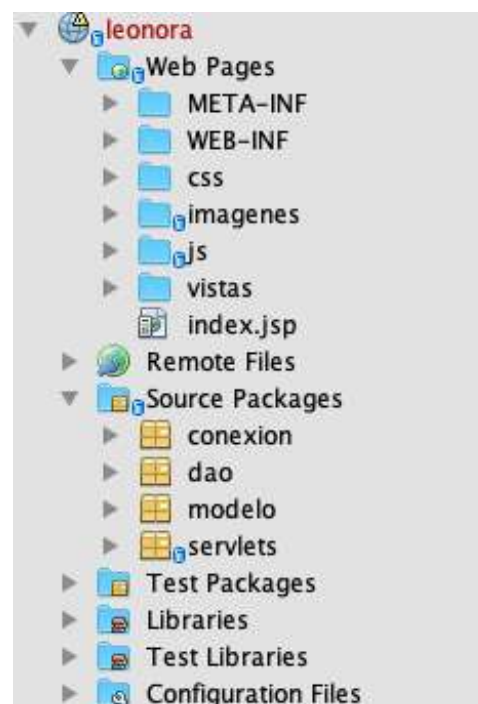 leonora
Web Pages
META-INF
WEB-INF
css
imagenes
js
vistas
index.jsp
Remote Files
Source Packages
conexion
dao
modelo
servlets
Test Packages
Libraries
Test Libraries
Configuration Files